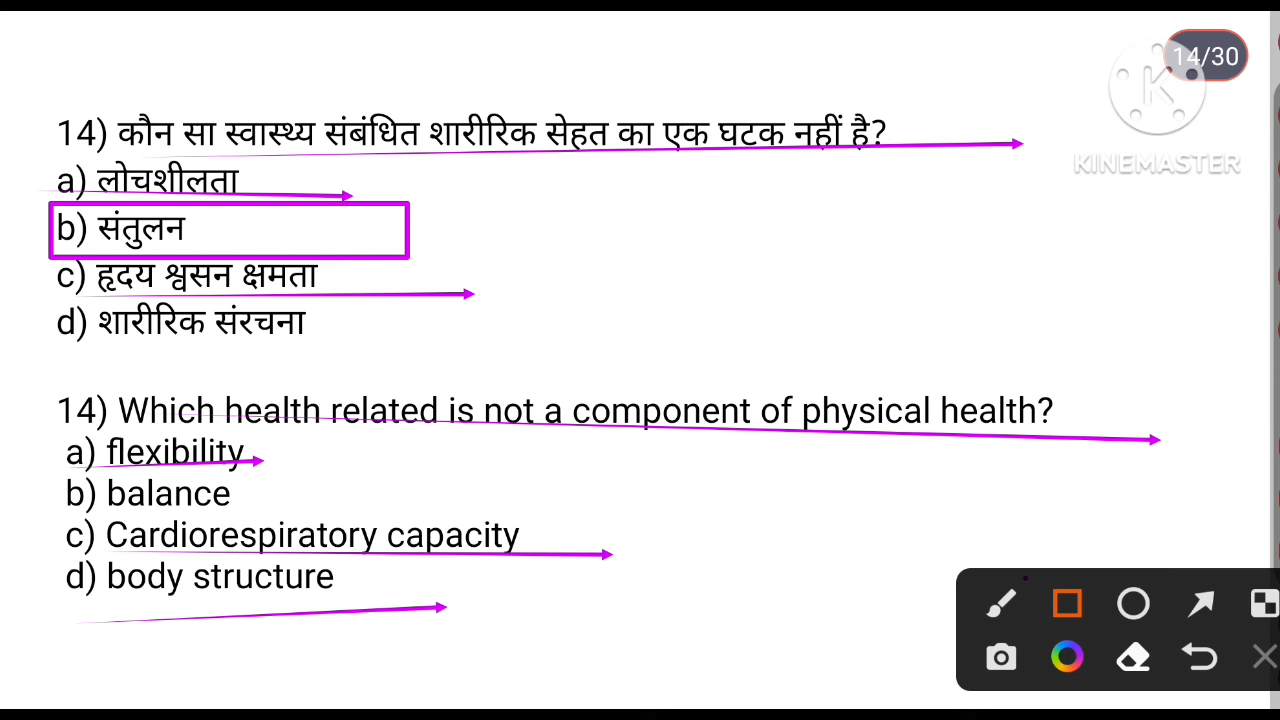 14/30
KINEMASTER
14) कौन सा स्वास्थ्य संबंधित शारीरिक सेहत का एक घटक नहीं है?
a) लोचशीलता
b) संतुलन
c) हृदय श्वसन क्षमता
d) शारीरिक संरचना
14) Which health related is not a component of physical health?
a) flexibility
b) balance
c) Cardiorespiratory capacity
d) body structure